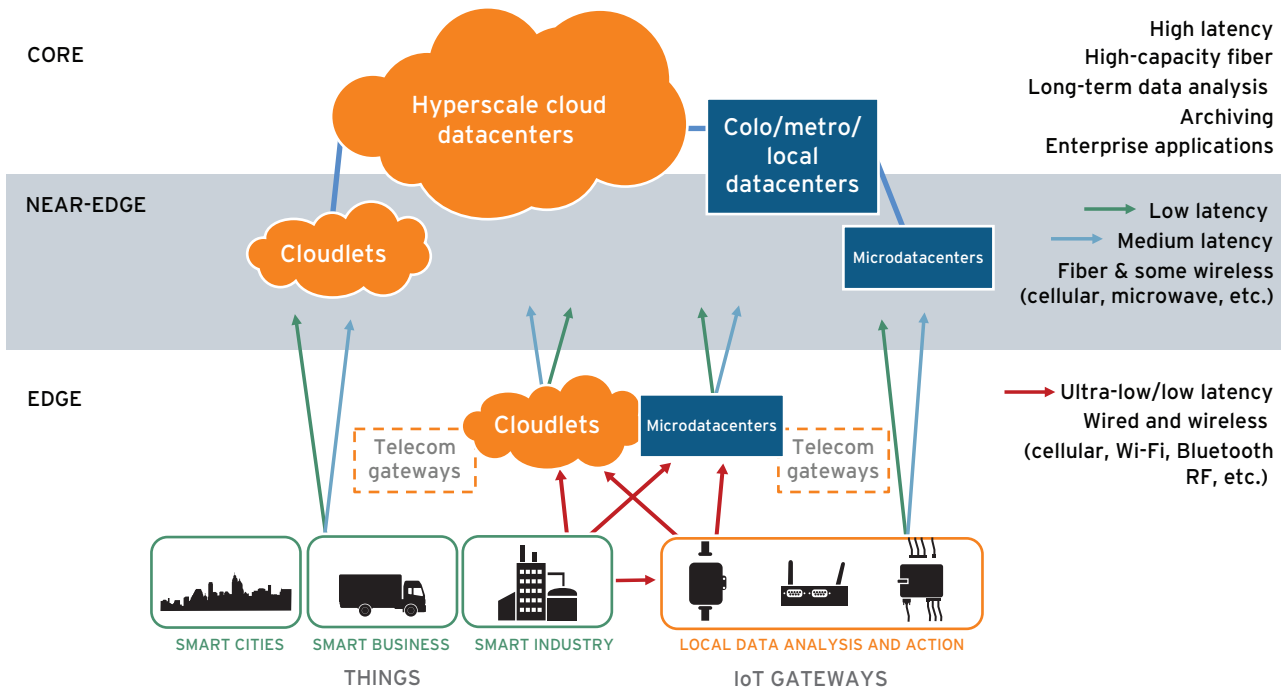 CORE
Hyperscale cloud
datacenters
Colo/metro/
local
datacenters
High latency
High-capacity fiber
Long-term data analysis
Archiving
Enterprise applications
NEAR-EDGE
Cloudlets
Microdatacenters
Low latency
Medium latency
Fiber & some wireless
(cellular, microwave, etc.)
EDGE
Telecom
gateways
Cloudlets
Microdatacenters
Telecom
gateways
Ultra-low/low latency
Wired and wireless
(cellular, Wi-Fi, Bluetooth
RF, etc.)
SMART CITIES
SMART BUSINESS
SMART INDUSTRY
LOCAL DATA ANALYSIS AND ACTION
THINGS
IoT GATEWAYS